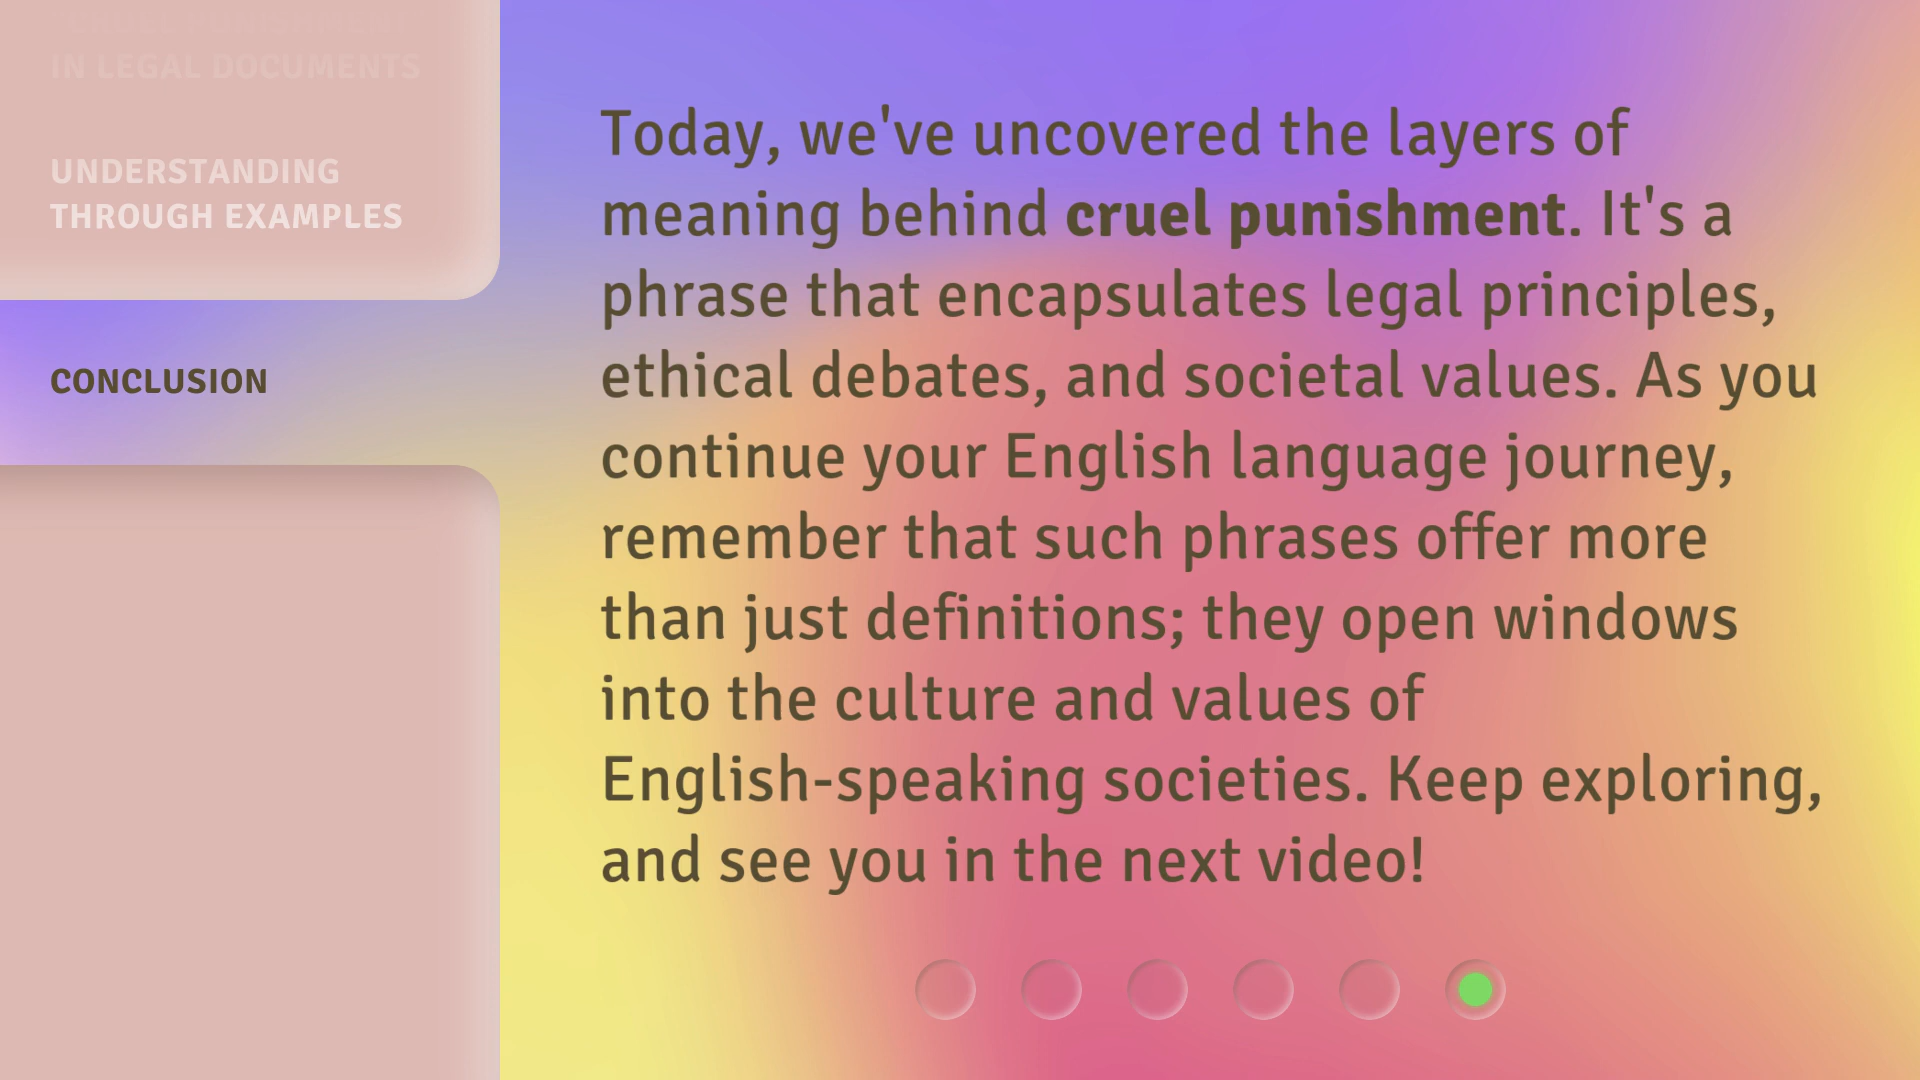 CRUEL PUNISHMENT
IN LEGAL DOCUMENTS
UNDERSTANDING
THROUGH EXAMPLES
CONCLUSION
Today, we've uncovered the layers of
meaning behind cruel punishment. It's a
phrase that encapsulates legal principles,
ethical debates, and societal values. As you
continue your English language journey,
remember that such phrases offer more
than just definitions; they open windows
into the culture and values of
English-speaking societies. Keep exploring,
and see you in the next video!